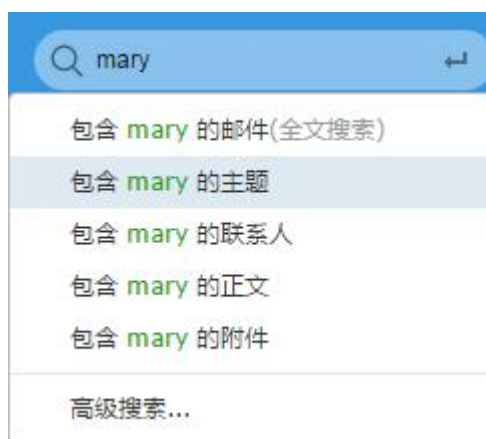 mary
包含 mary 的邮件(全文搜索)
包含 mary 的主题
包含 mary 的联系人
包含 mary 的正文
包含 mary 的附件
高级搜索...